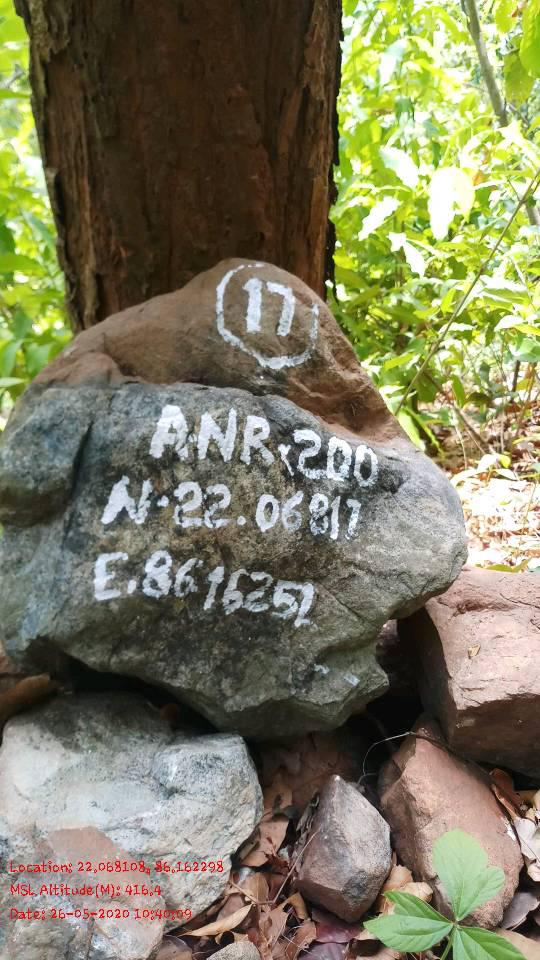 17
A.NR,200
N.22.06817
E.86.16252
Location: 22.068108, 86.162298
MSL Altitude(M): 416.4
Date: 26-05-2020 10:40:09